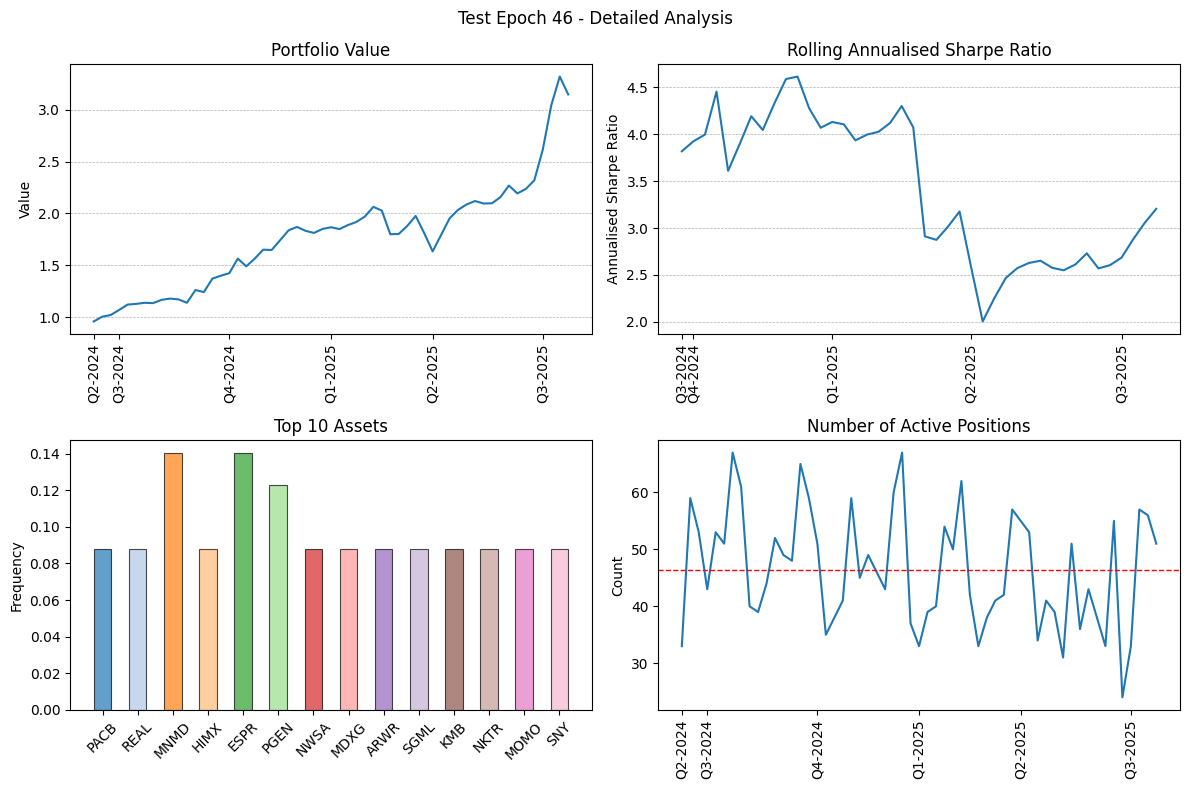 Test Epoch 46 - Detailed Analysis
Portfolio Value
Value
3.0
2.5
2.0
1.5
1.0
Q2-2024
Q3-2024
Q4-2024
Q1-2025
Q2-2025
Q3-2025
Rolling Annualised Sharpe Ratio
Annualised Sharpe Ratio
4.5
4.0
3.5
3.0
2.5
2.0
Q3-2024
Q4-2024
Q1-2025
Q2-2025
Q3-2025
Top 10 Assets
Frequency
0.14
0.12
0.10
0.08
0.06
0.04
0.02
0.00
PACB
REAL
MNMD
HIMX
ESPR
PGEN
NWSA
MDXG
ARWR
SGML
KMB
NKTR
MOMO
SNY
Number of Active Positions
Count
60
50
40
30
Q2-2024
Q3-2024
Q4-2024
Q1-2025
Q2-2025
Q3-2025